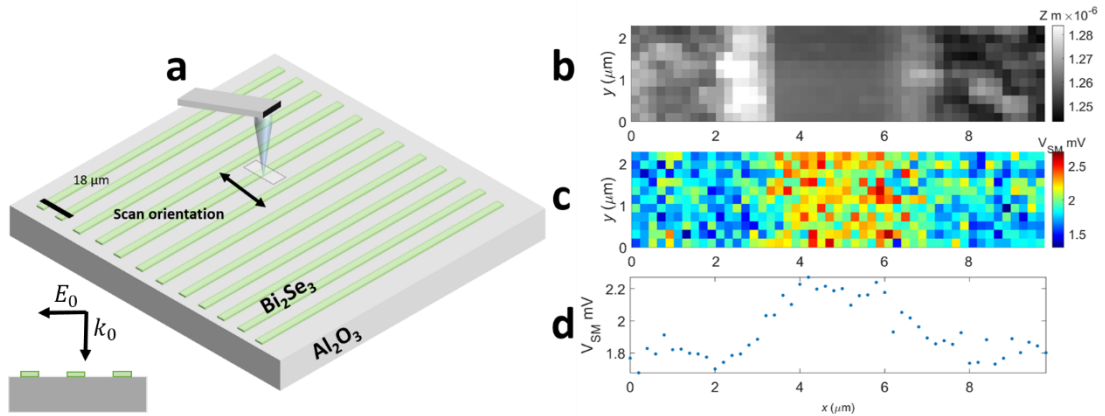 a
18 μm
Scan orientation
Bi₂Se₃
Al₂O₃
E₀
k₀
b
Z m ×10⁻⁶
1.28
1.27
1.26
1.25
y (μm)
2
1
0
0 2 4 6 8
c
V_SM mV
2.5
2
1.5
y (μm)
2
1
0
0 2 4 6 8
d
V_SM mV
2.2
2
1.8
0 2 4 6 8
x (μm)